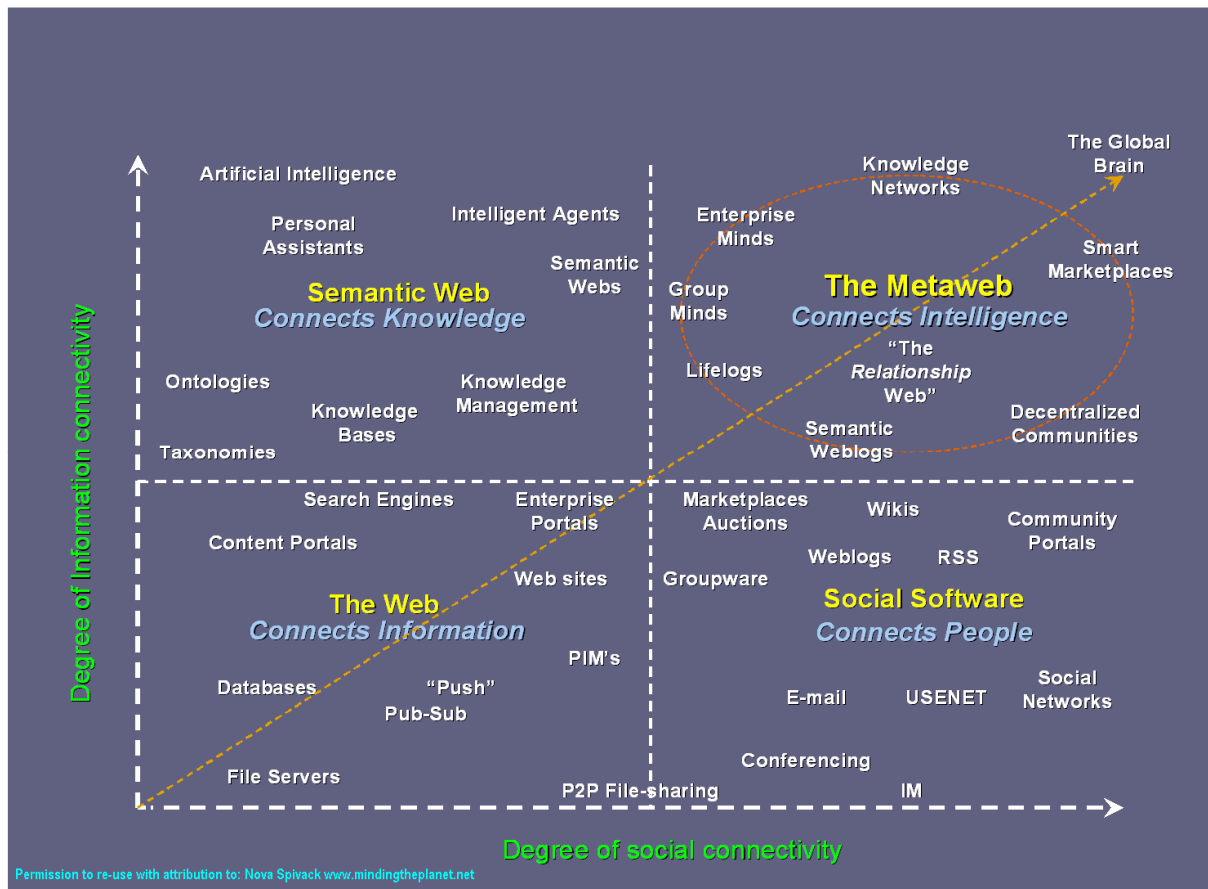 The Global
Brain
Knowledge
Networks
Artificial Intelligence
Intelligent Agents
Personal
Assistants
Enterprise
Minds
Semantic
Webs
Smart
Marketplaces
Semantic Web
Connects Knowledge
Group
Minds
The Metaweb
Connects Intelligence
“The
Relationship
Web”
Lifelogs
Ontologies
Knowledge
Management
Knowledge
Bases
Taxonomies
Semantic
Weblogs
Decentralized
Communities
Degree of Information connectivity
Search Engines
Enterprise
Portals
Content Portals
Web sites
The Web
Connects Information
PIM's
Databases
“Push”
Pub-Sub
File Servers
P2P File-sharing
Marketplaces
Auctions
Wikis
Community
Portals
Weblogs
RSS
Groupware
Social Software
Connects People
E-mail
USENET
Social
Networks
Conferencing
IM
Degree of social connectivity
Permission to re-use with attribution to: Nova Spivack www.mindingtheplanet.net